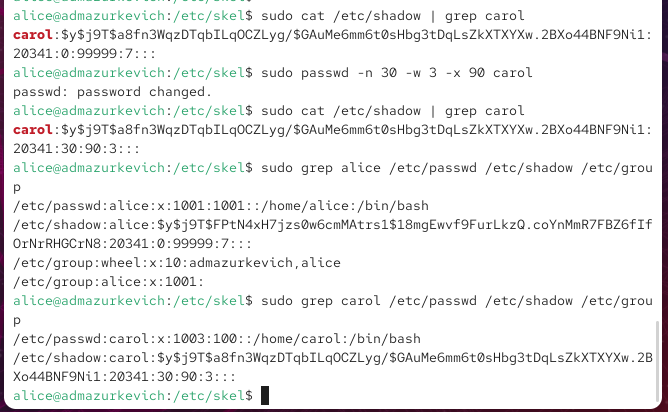 alice@admazurkevich:/etc/skel$ sudo cat /etc/shadow | grep carol
carol:$y$j9T$a8fn3WqzDTqbILqOCZLyg/$GAuMe6mm6t0sHbg3tDqLsZkXTXYXw.2BXo44BNF9Ni1:
20341:0:99999:7:::
alice@admazurkevich:/etc/skel$ sudo passwd -n 30 -w 3 -x 90 carol
passwd: password changed.
alice@admazurkevich:/etc/skel$ sudo cat /etc/shadow | grep carol
carol:$y$j9T$a8fn3WqzDTqbILqOCZLyg/$GAuMe6mm6t0sHbg3tDqLsZkXTXYXw.2BXo44BNF9Ni1:
20341:30:90:3:::
alice@admazurkevich:/etc/skel$ sudo grep alice /etc/passwd /etc/shadow /etc/grou
p
/etc/passwd:alice:x:1001:1001::/home/alice:/bin/bash
/etc/shadow:alice:$y$j9T$FPtN4xH7jzs0w6cmMAtrs1$18mgEwvf9FurLkzQ.coYnMmR7FBZ6fIf
OrNrRHGCrN8:20341:0:99999:7:::
/etc/group:wheel:x:10:admazurkevich,alice
/etc/group:alice:x:1001:
alice@admazurkevich:/etc/skel$ sudo grep carol /etc/passwd /etc/shadow /etc/grou
p
/etc/passwd:carol:x:1003:100::/home/carol:/bin/bash
/etc/shadow:carol:$y$j9T$a8fn3WqzDTqbILqOCZLyg/$GAuMe6mm6t0sHbg3tDqLsZkXTXYXw.2B
Xo44BNF9Ni1:20341:30:90:3:::
alice@admazurkevich:/etc/skel$